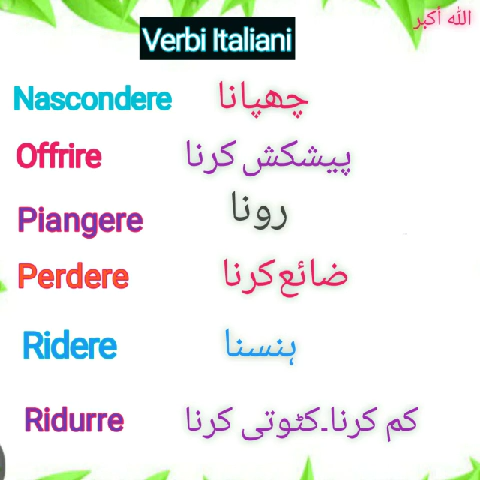 الله أكبر
Verbi Italiani
Nascondere چھپانا
Offrire پیشکش کرنا
Piangere رونا
Perdere ضائع کرنا
Ridere ہنسنا
Ridurre کم کرنا۔کٹوتی کرنا